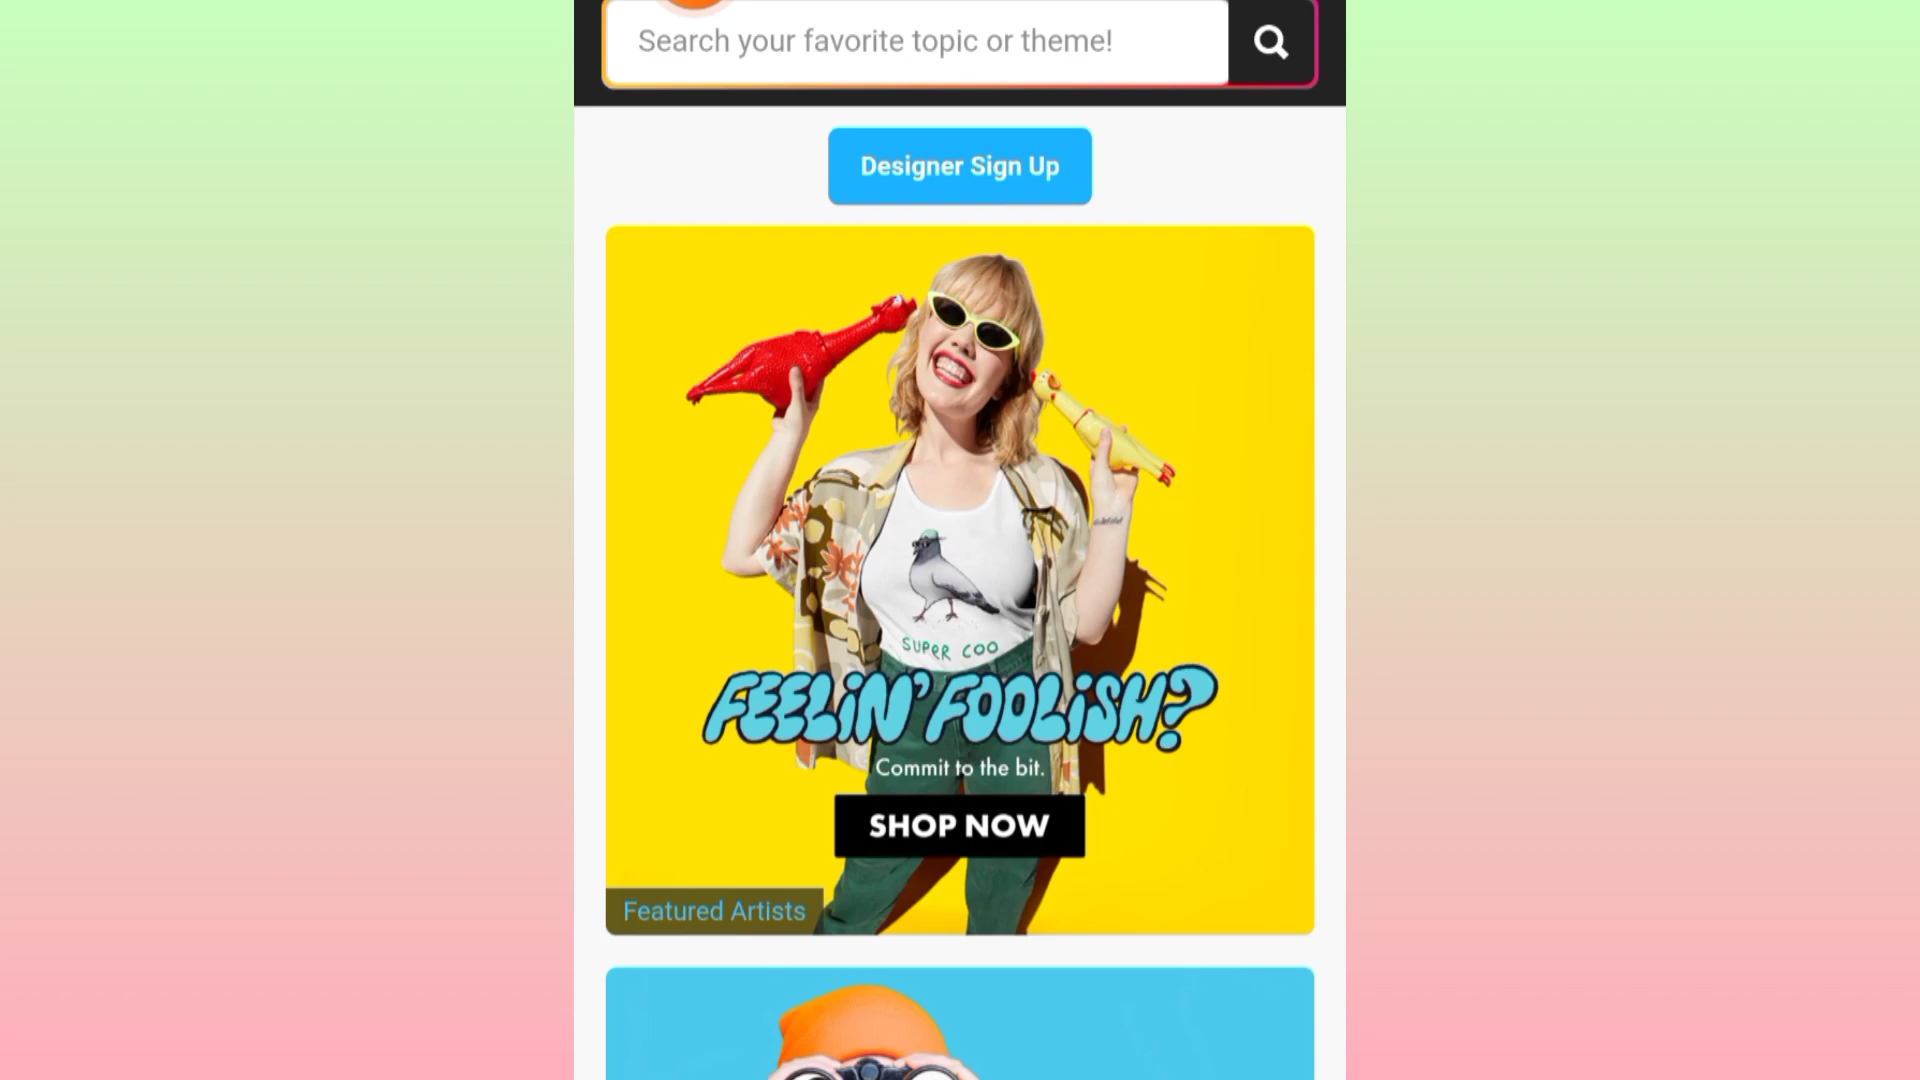 Search your favorite topic or theme!
Designer Sign Up
SUPER COO
FEELiN' FOOLiSH?
Commit to the bit.
SHOP NOW
Featured Artists